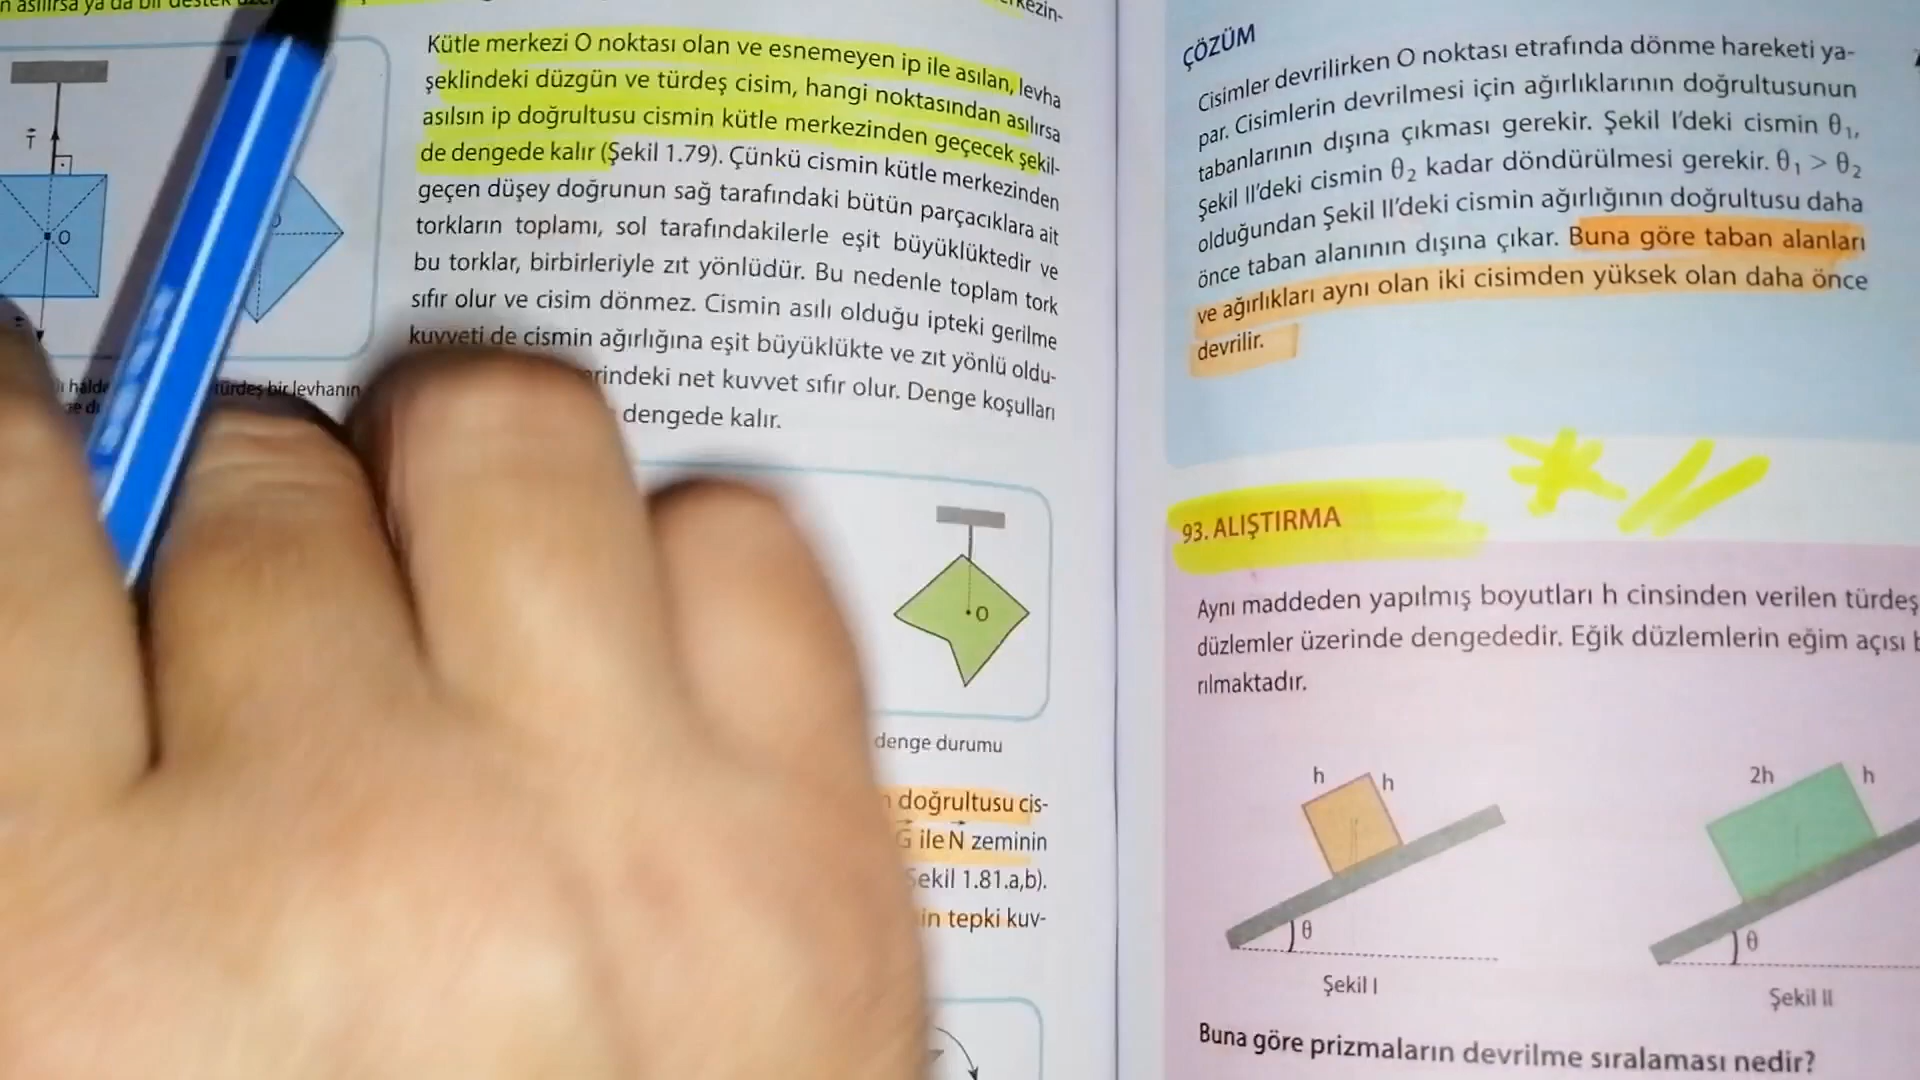 n asılırsa ya da bir destek
Kütle merkezi O noktası olan ve esnemeyen ip ile asılan, levha
şeklindeki düzgün ve türdeş cisim, hangi noktasından asılırsa
asılsın ip doğrultusu cismin kütle merkezinden geçecek şekil-
de dengede kalır (Şekil 1.79). Çünkü cismin kütle merkezinden
geçen düşey doğrunun sağ tarafındaki bütün parçacıklara ait
torkların toplamı, sol tarafındakilerle eşit büyüklüktedir ve
bu torklar, birbirleriyle zıt yönlüdür. Bu nedenle toplam tork
sıfır olur ve cisim dönmez. Cismin asılı olduğu ipteki gerilme
kuvveti de cismin ağırlığına eşit büyüklükte ve zıt yönlü oldu-
rindeki net kuvvet sıfır olur. Denge koşulları
dengede kalır.
T
O
türdeş bir levhanın
O
denge durumu
doğrultusu cis-
G ile N zeminin
Şekil 1.81.a,b).
in tepki kuv-
ÇÖZÜM
Cisimler devrilirken O noktası etrafında dönme hareketi ya-
par. Cisimlerin devrilmesi için ağırlıklarının doğrultusunun
tabanlarının dışına çıkması gerekir. Şekil I'deki cismin θ₁,
Şekil II'deki cismin θ₂ kadar döndürülmesi gerekir. θ₁ > θ₂
olduğundan Şekil II'deki cismin ağırlığının doğrultusu daha
önce taban alanının dışına çıkar. Buna göre taban alanları
ve ağırlıkları aynı olan iki cisimden yüksek olan daha önce
devrilir.
93. ALIŞTIRMA
Aynı maddeden yapılmış boyutları h cinsinden verilen türdeş
düzlemler üzerinde dengededir. Eğik düzlemlerin eğim açısı
rılmaktadır.
h h
θ
Şekil I
2h h
θ
Şekil II
Buna göre prizmaların devrilme sıralaması nedir?